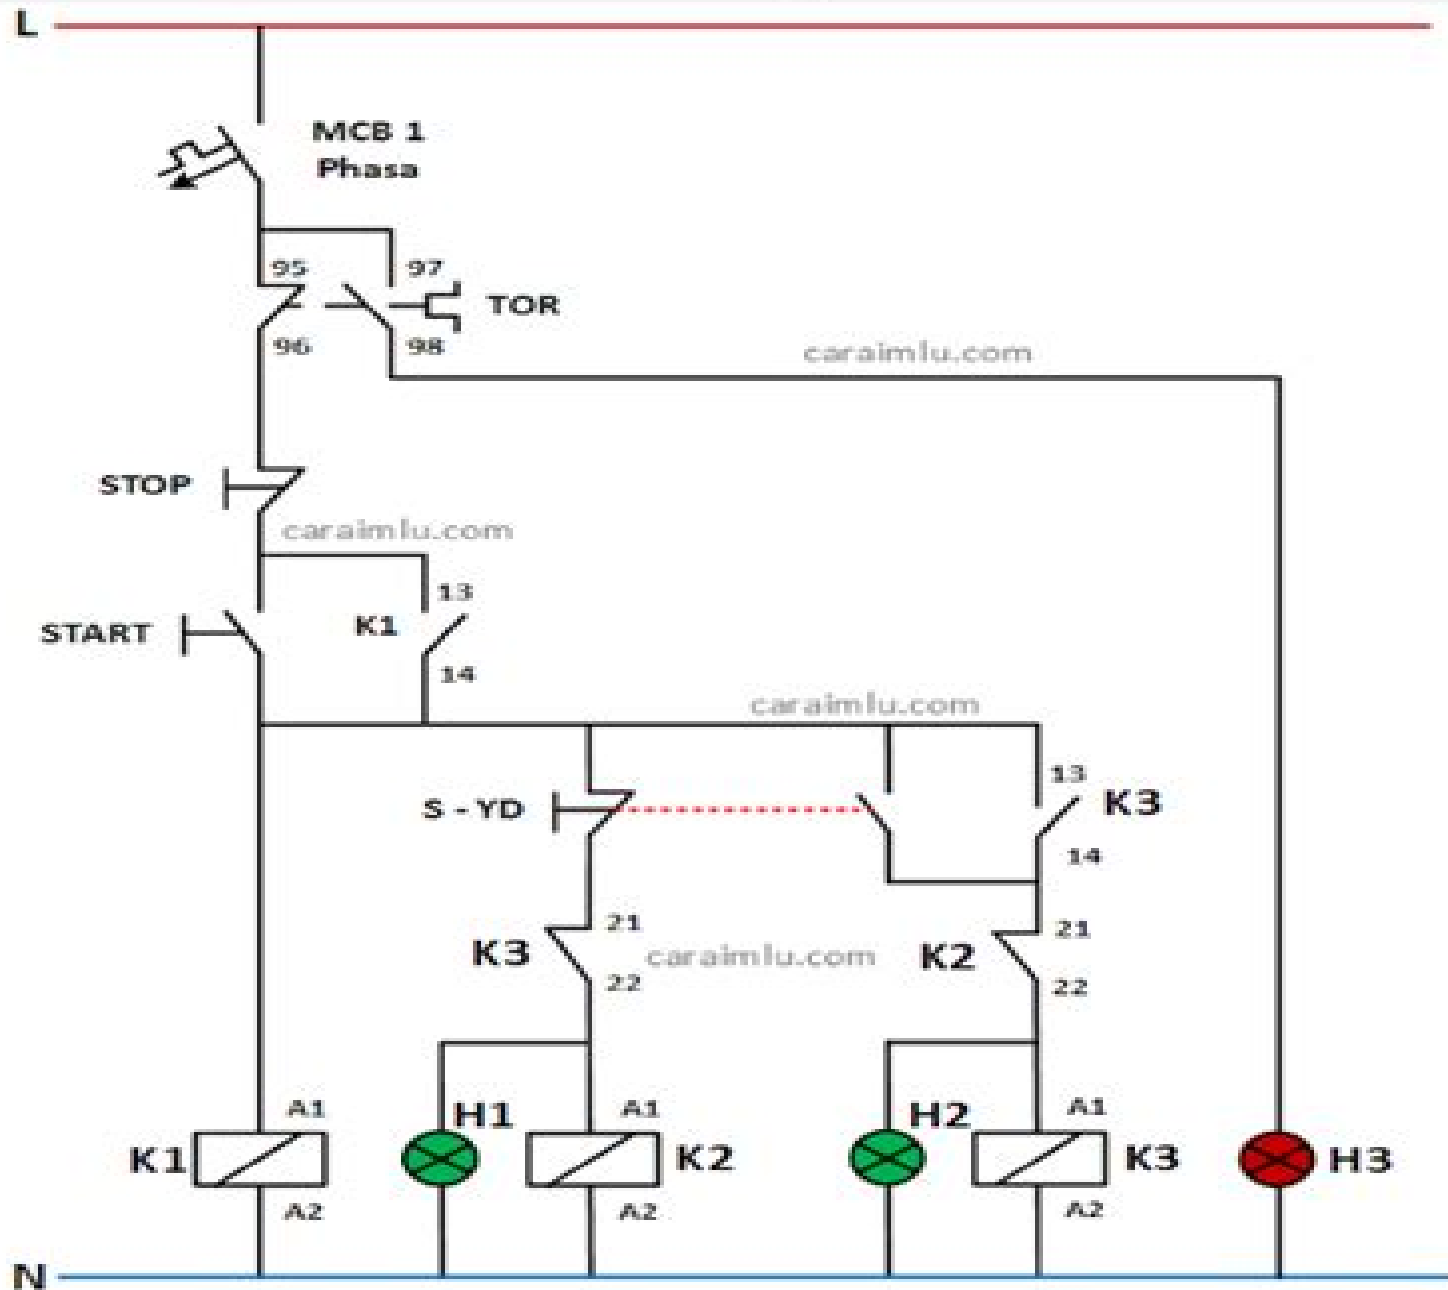 L
MCB 1
Phasa
95
97
TOR
96
98
caraimlu.com
STOP
caraimlu.com
13
START
K1
14
caraimlu.com
13
S - YD
K3
14
21
21
K3
caraimlu.com
K2
22
22
A1
H1
A1
H2
A1
K1
K2
K3
H3
A2
A2
A2
N